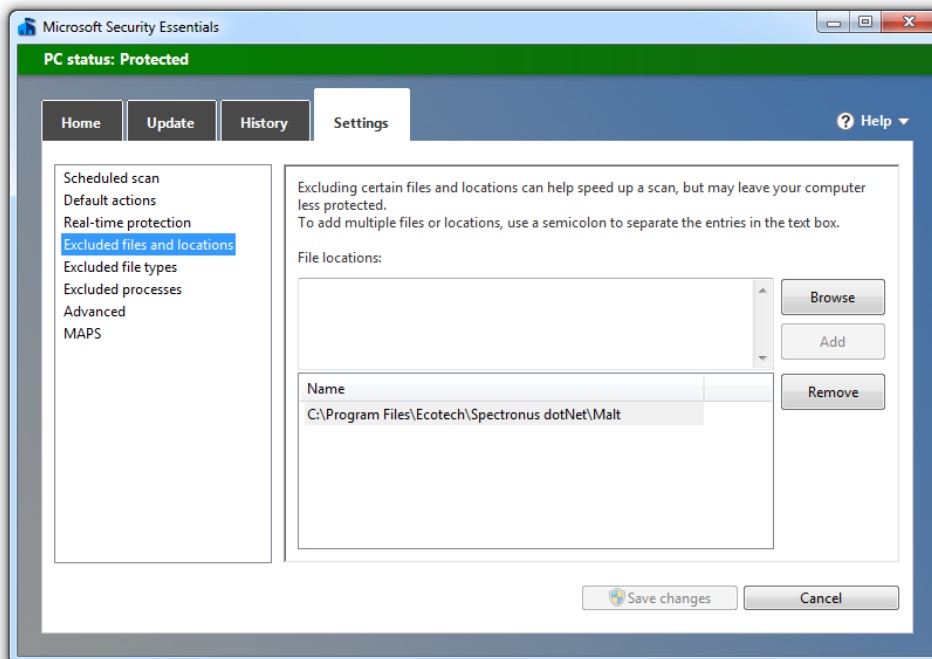 Microsoft Security Essentials
PC status: Protected
Home
Update
History
Settings
Help
Scheduled scan
Default actions
Real-time protection
Excluded files and locations
Excluded file types
Excluded processes
Advanced
MAPS
Excluding certain files and locations can help speed up a scan, but may leave your computer
less protected.
To add multiple files or locations, use a semicolon to separate the entries in the text box.
File locations:
Browse
Add
Name
Remove
C:\Program Files\Ecotech\Spectronus dotNet\Malt
Save changes
Cancel